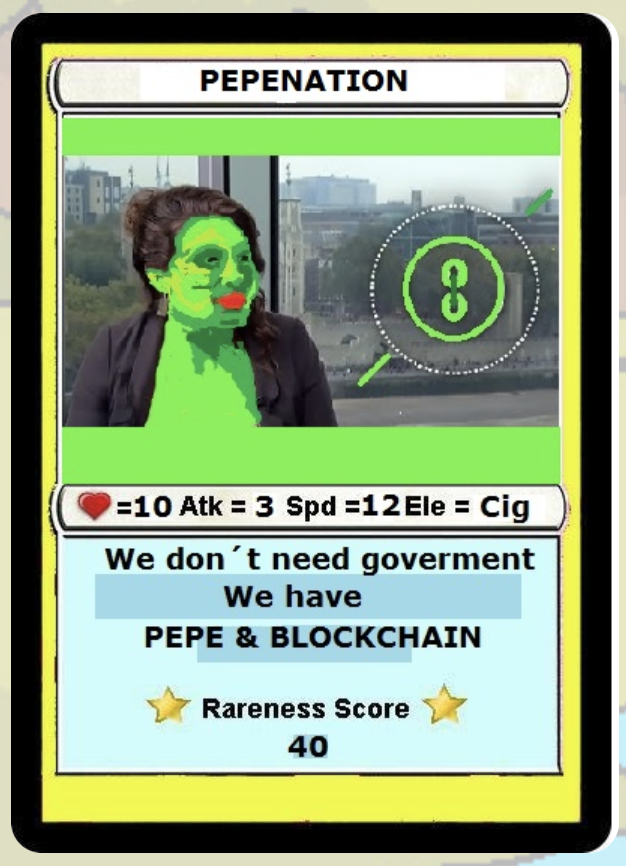 PEPENATION
=10 Atk = 3 Spd =12 Ele = Cig
We don´t need goverment
We have
PEPE & BLOCKCHAIN
Rareness Score
40